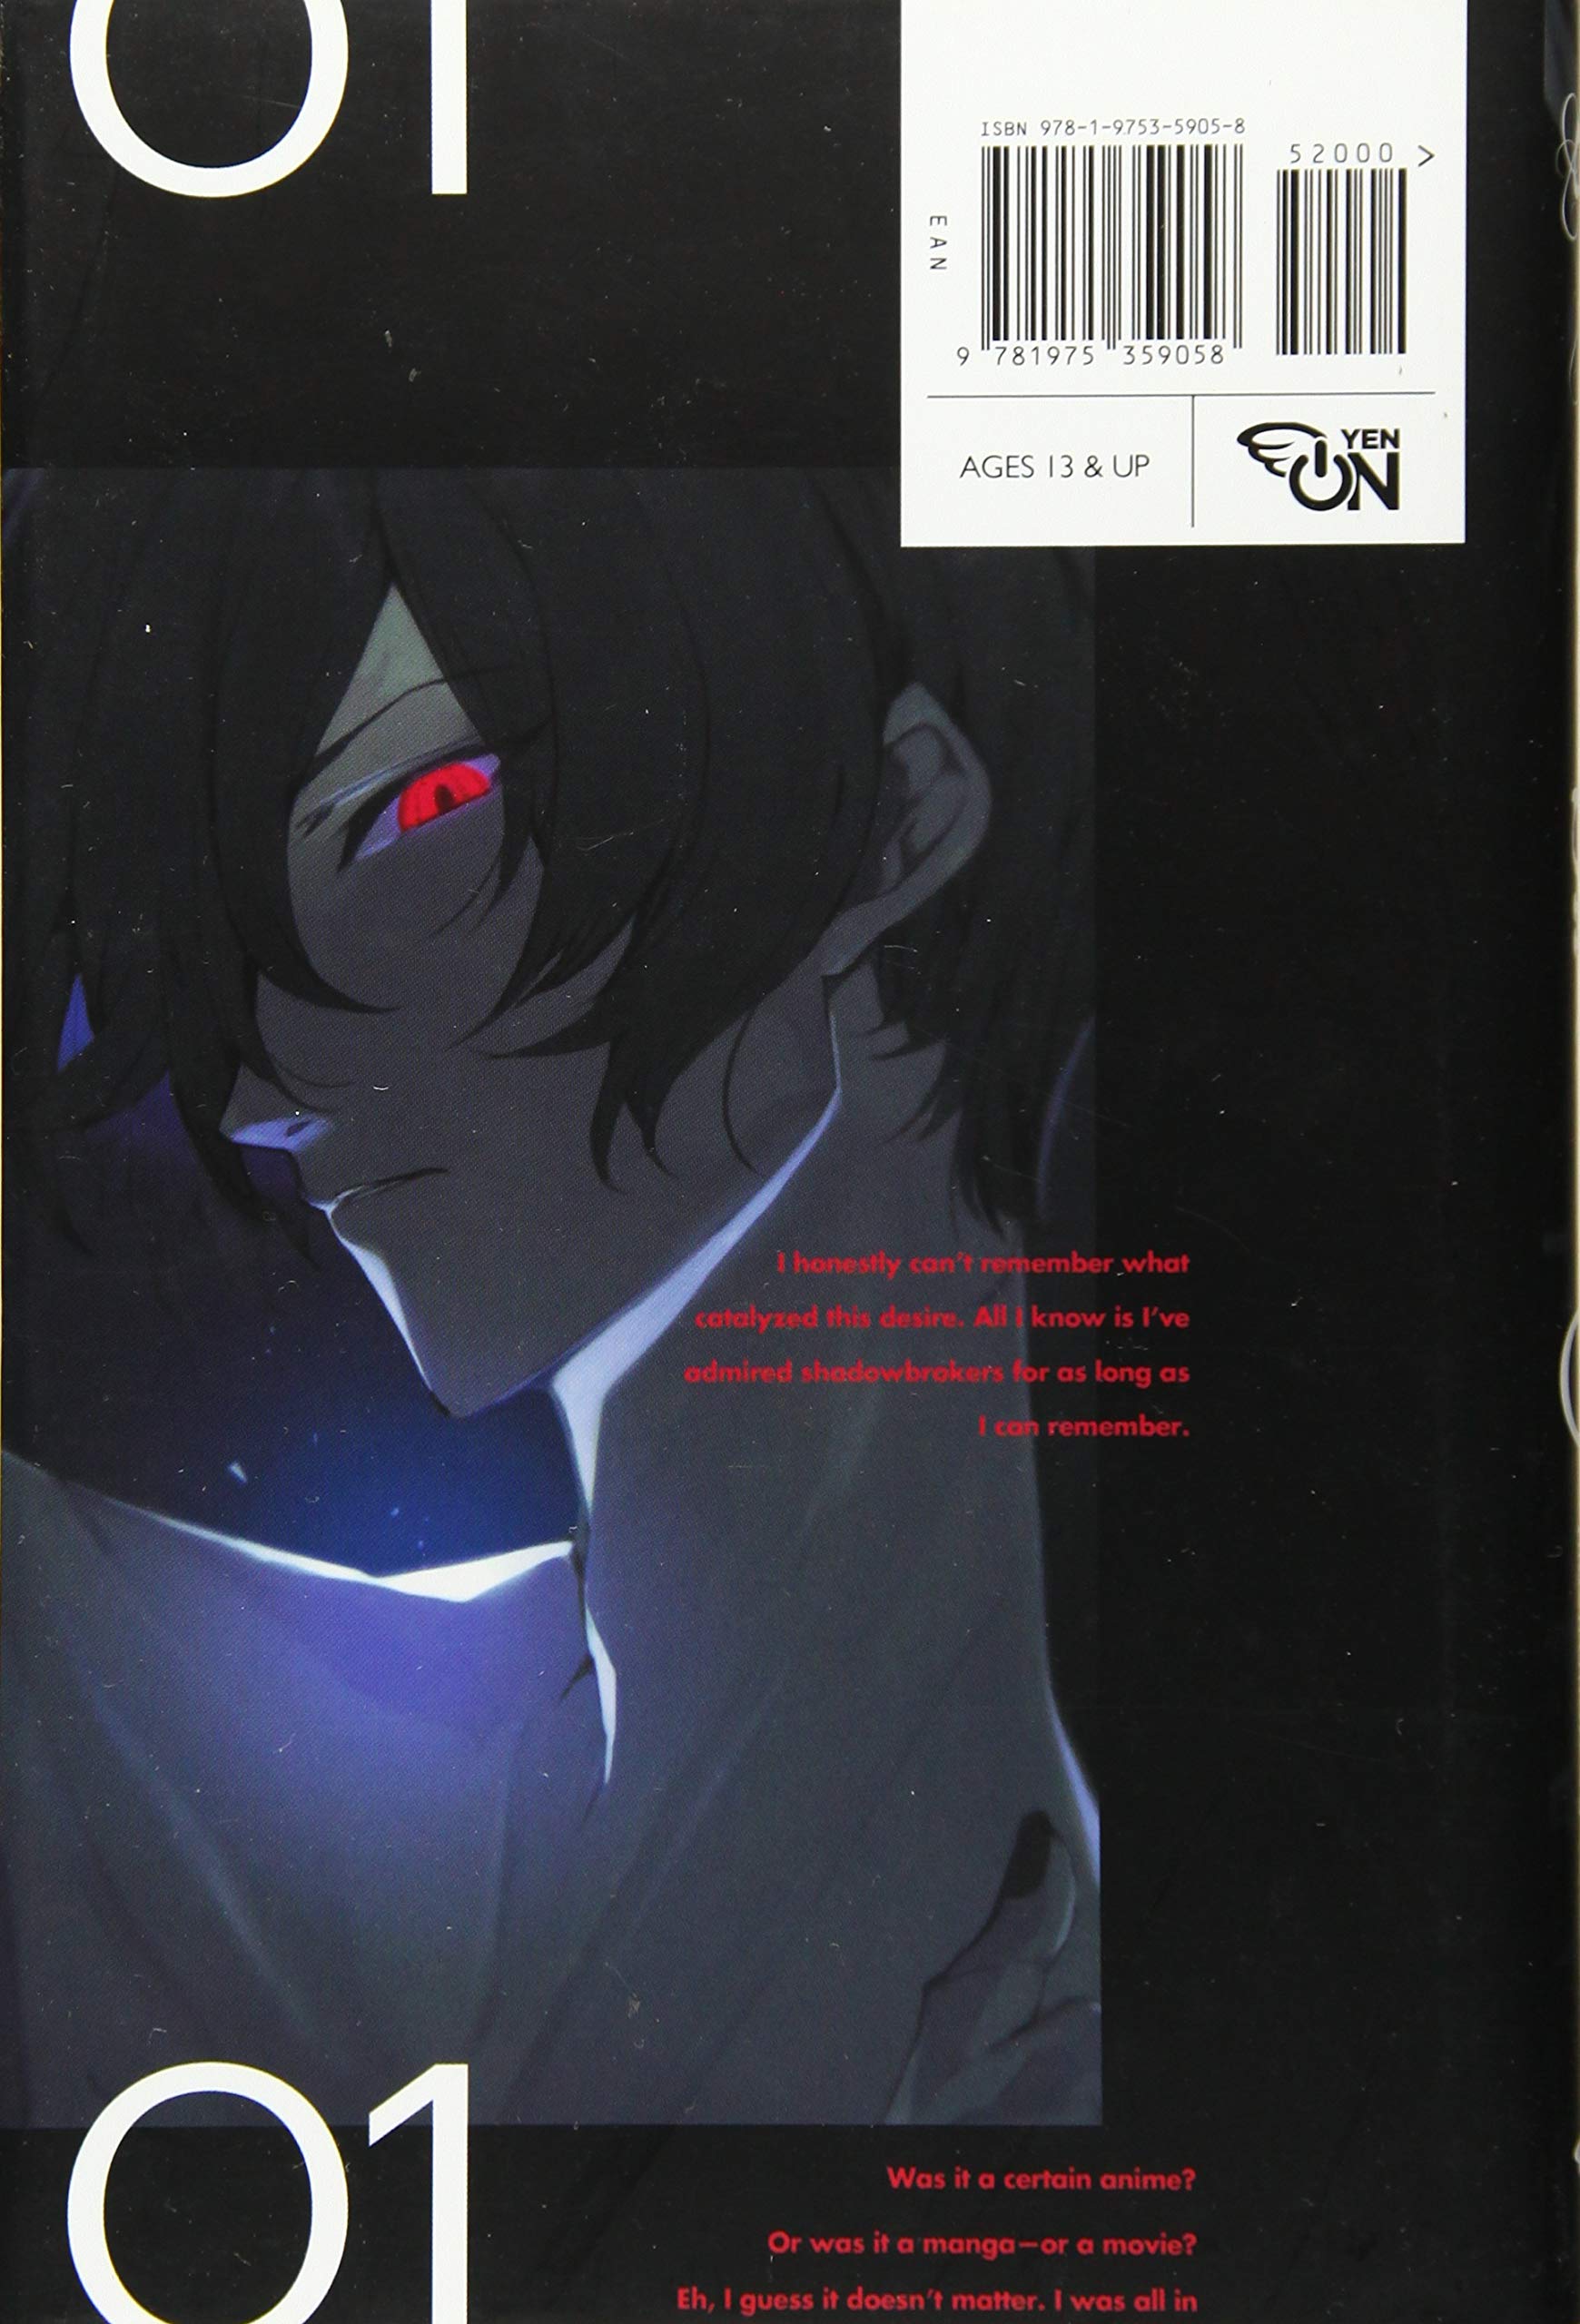 01
ISBN 978-1-9753-5905-8
52000 >
EAN
9 781975 359058
AGES 13 & UP
YEN
ON
I honestly can't remember what
catalyzed this desire. All I know is I've
admired shadowbrokers for as long as
I can remember.
01
Was it a certain anime?
Or was it a manga—or a movie?
Eh, I guess it doesn't matter. I was all in